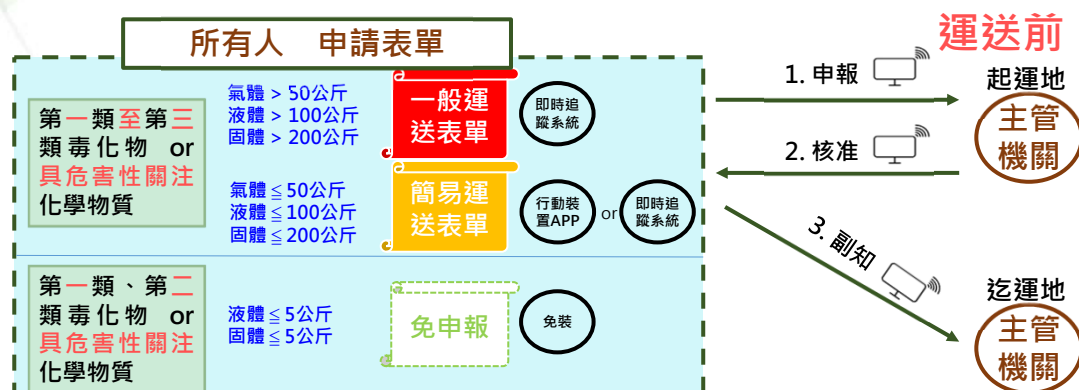 所有人 申請表單
運送前
第一類至第三
類毒化物 or
具危害性關注
化學物質
氣體 > 50公斤
液體 > 100公斤
固體 > 200公斤
一般運
送表單
即時追
蹤系統
氣體 ≦ 50公斤
液體 ≦ 100公斤
固體 ≦ 200公斤
簡易運
送表單
行動裝
置APP
or
即時追
蹤系統
第一類、第二
類毒化物 or
具危害性關注
化學物質
液體 ≦ 5公斤
固體 ≦ 5公斤
免申報
免裝
1. 申報
2. 核准
3. 副知
起運地
主管
機關
迄運地
主管
機關